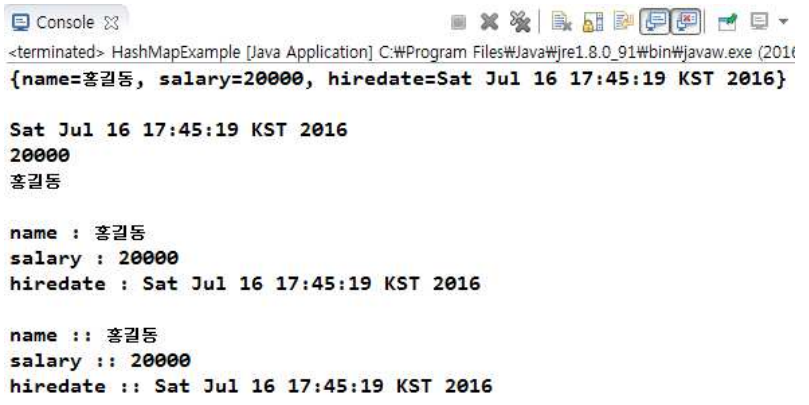 Console
<terminated> HashMapExample [Java Application] C:₩Program Files₩Java₩jre1.8.0_91₩bin₩javaw.exe (2016
{name=홍길동, salary=20000, hiredate=Sat Jul 16 17:45:19 KST 2016}
Sat Jul 16 17:45:19 KST 2016
20000
홍길동
name : 홍길동
salary : 20000
hiredate : Sat Jul 16 17:45:19 KST 2016
name :: 홍길동
salary :: 20000
hiredate :: Sat Jul 16 17:45:19 KST 2016